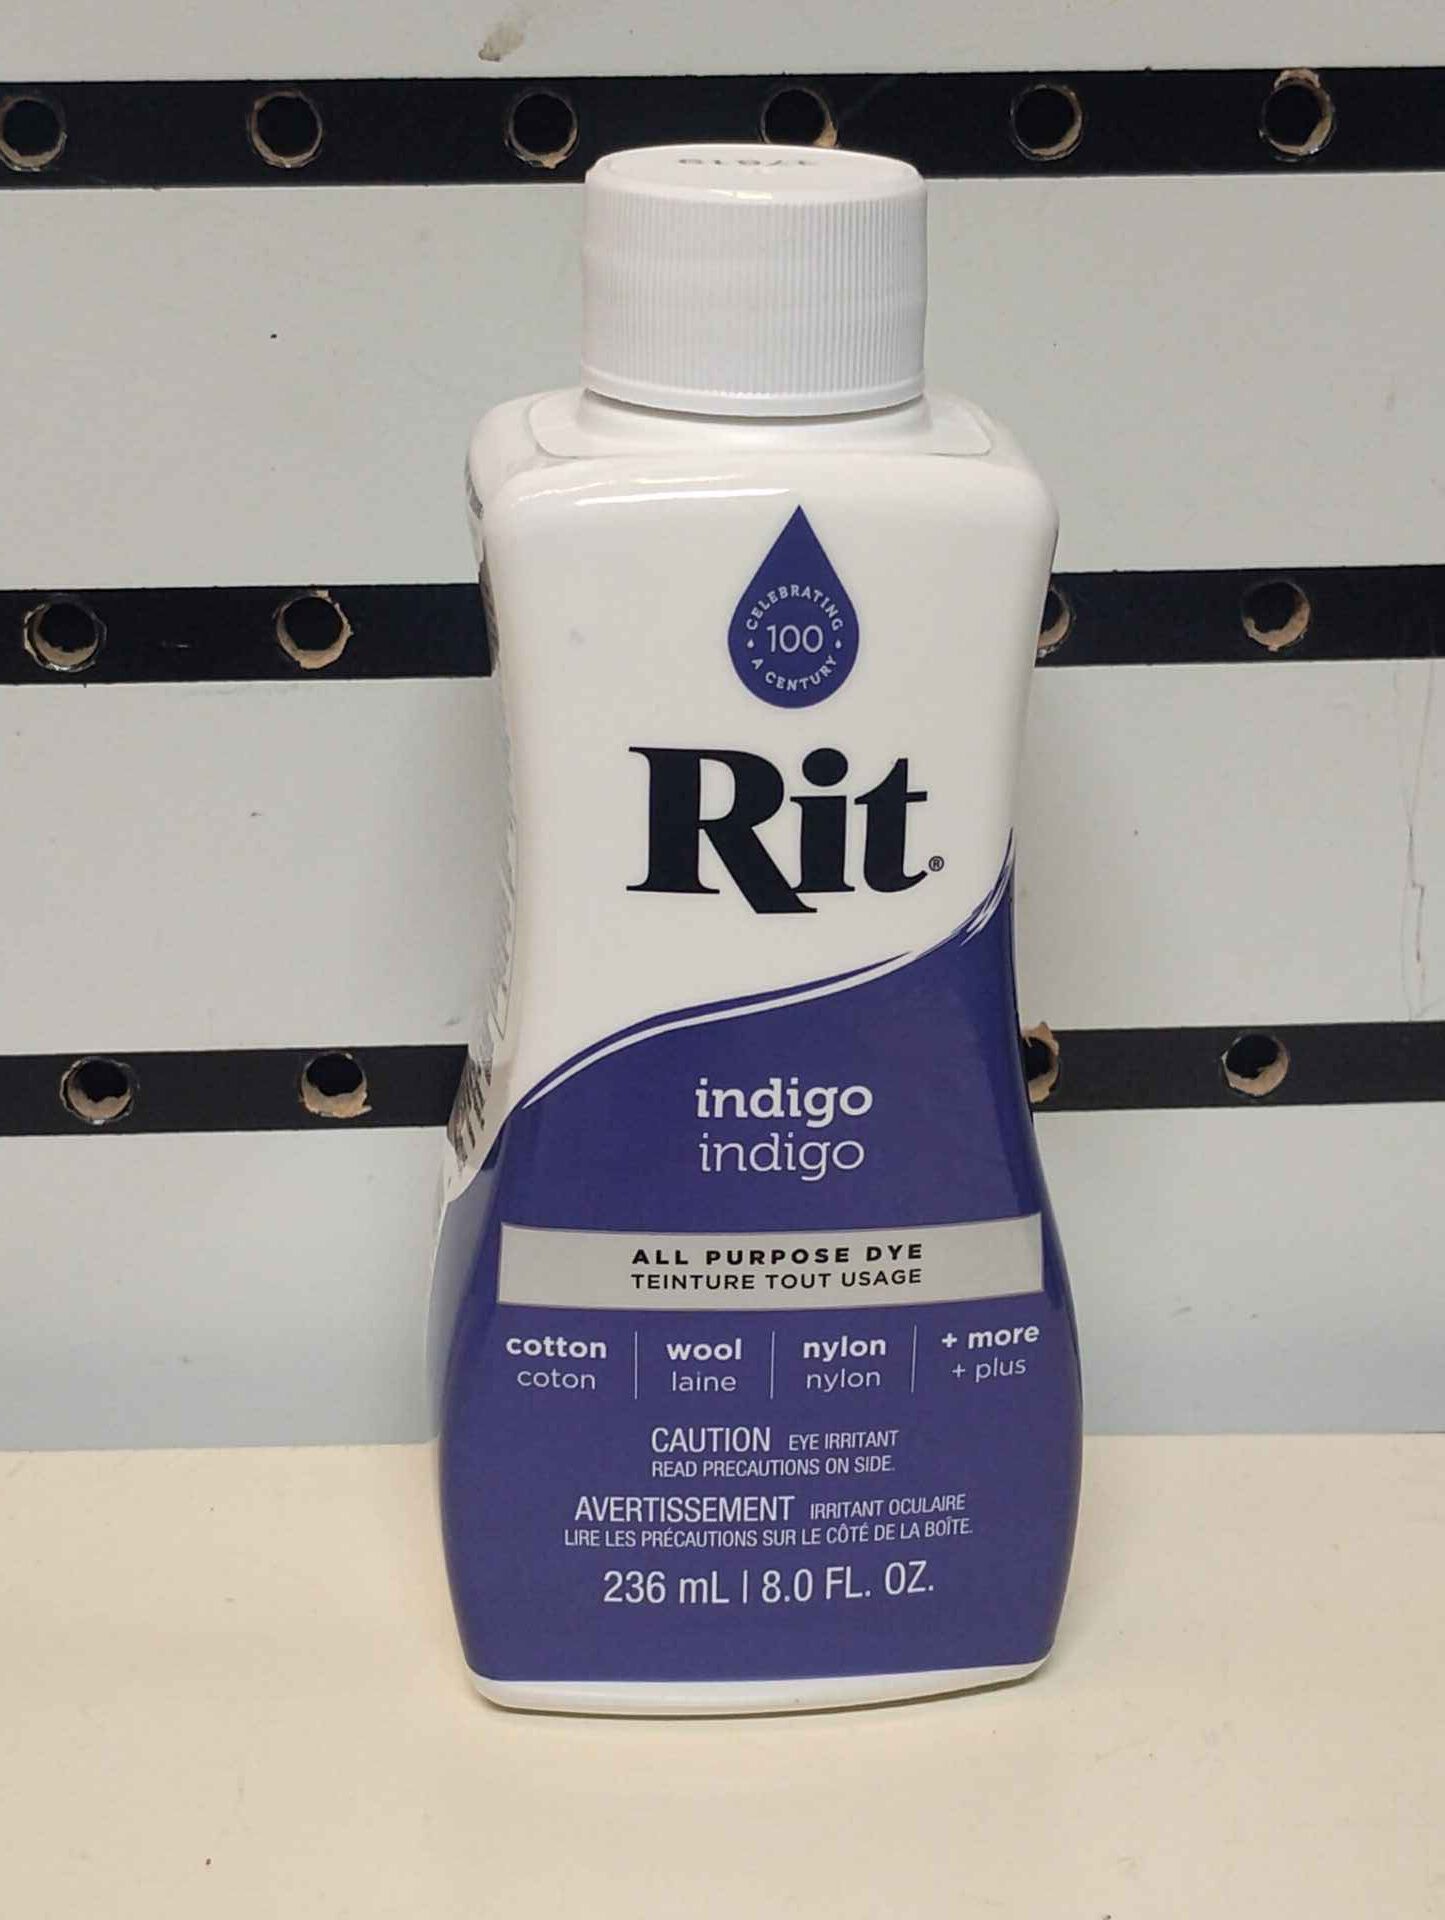 CELEBRATING
100
A CENTURY
Rit®
indigo
indigo
ALL PURPOSE DYE
TEINTURE TOUT USAGE
cotton wool nylon + more
coton laine nylon + plus
CAUTION EYE IRRITANT
READ PRECAUTIONS ON SIDE.
AVERTISSEMENT IRRITANT OCULAIRE
LIRE LES PRÉCAUTIONS SUR LE CÔTÉ DE LA BOÎTE.
236 mL | 8.0 FL. OZ.